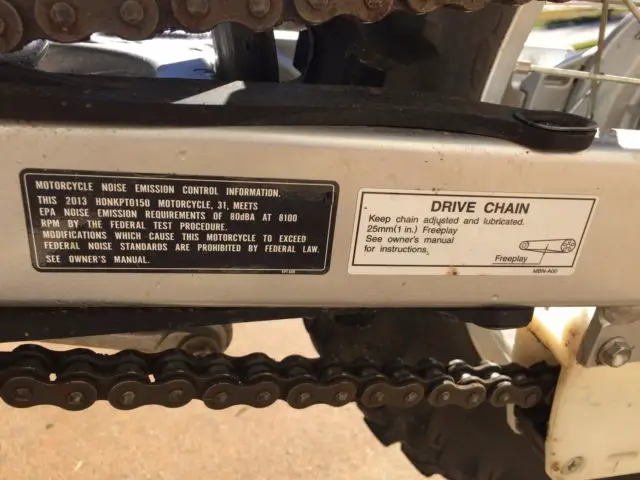 MOTORCYCLE NOISE EMISSION CONTROL INFORMATION.
THIS 2013 HONKPT0150 MOTORCYCLE, 31, MEETS
EPA NOISE EMISSION REQUIREMENTS OF 80dBA AT 8100
RPM BY THE FEDERAL TEST PROCEDURE.
MODIFICATIONS WHICH CAUSE THIS MOTORCYCLE TO EXCEED
FEDERAL NOISE STANDARDS ARE PROHIBITED BY FEDERAL LAW.
SEE OWNER'S MANUAL.
DRIVE CHAIN
Keep chain adjusted and lubricated.
25mm(1 in.) Freeplay
See owner's manual
for instructions.
Freeplay
MBN-A00